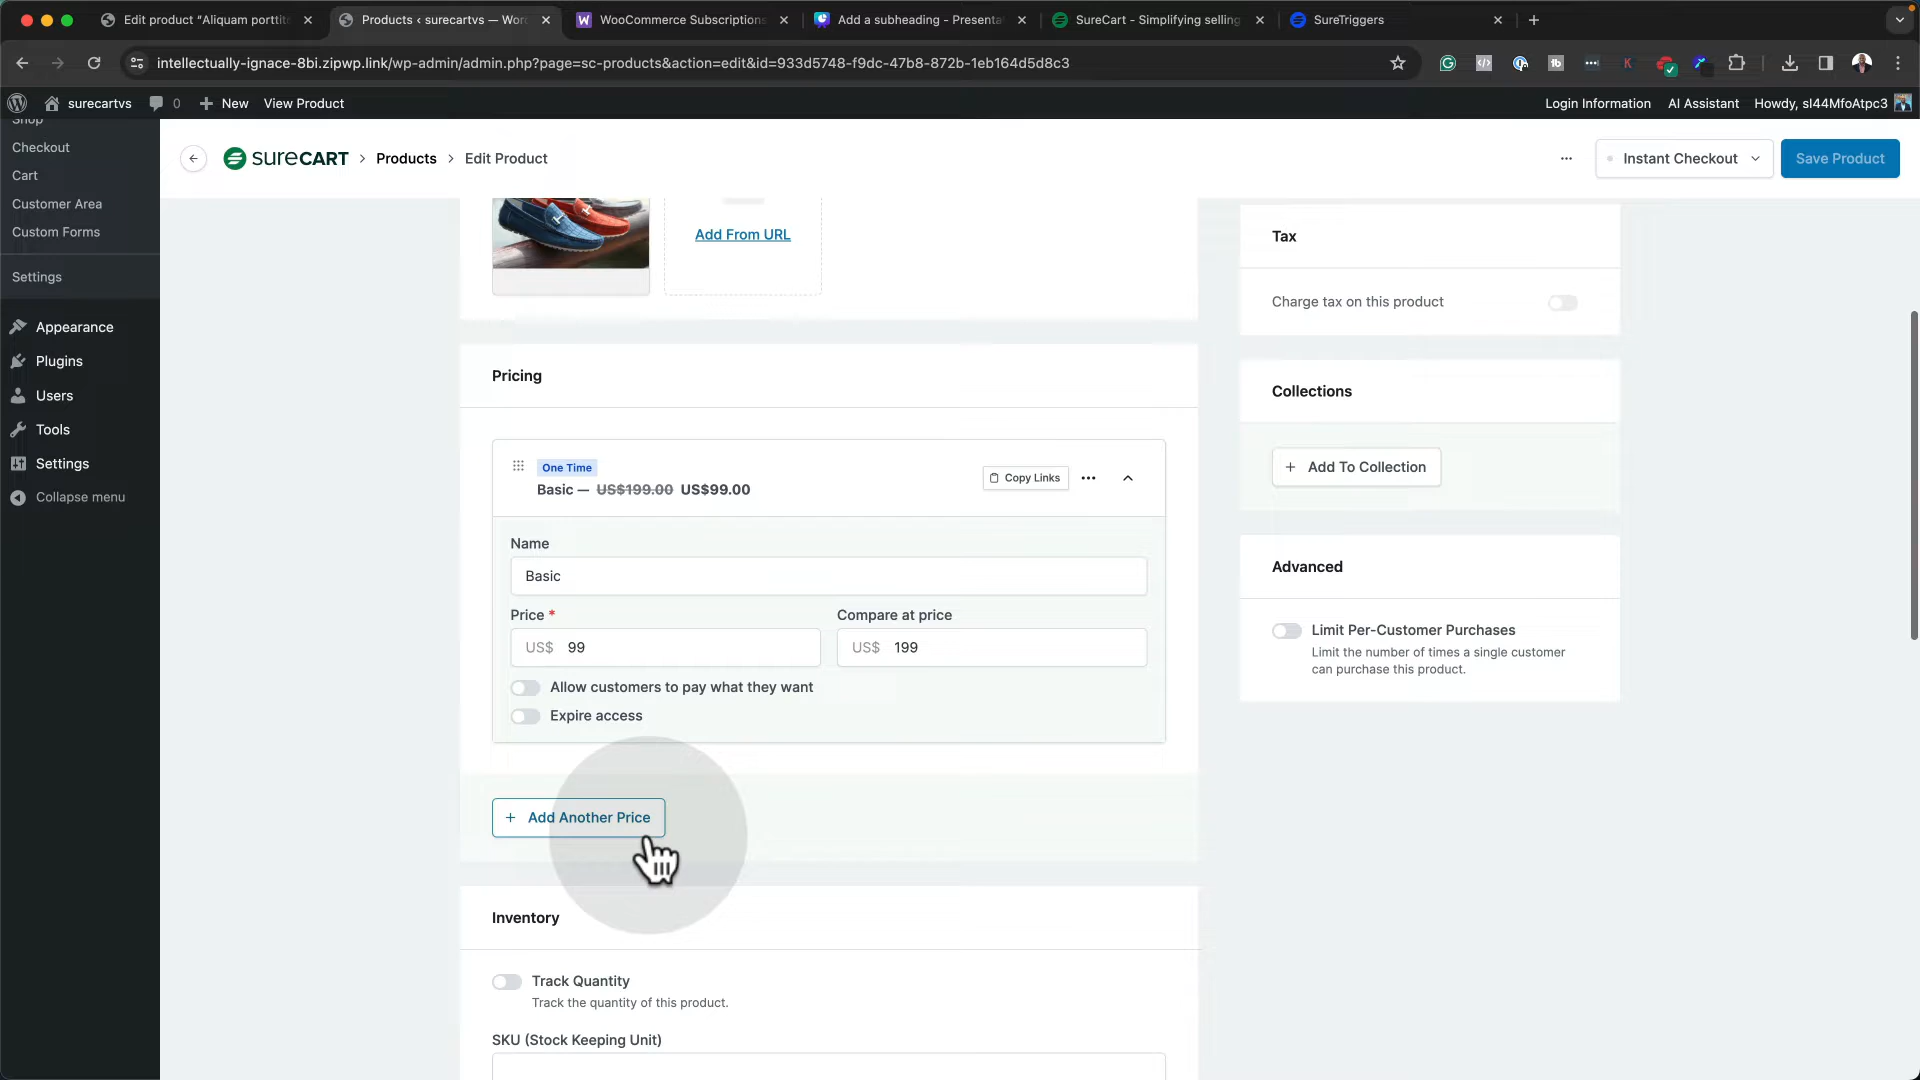 Edit product "Aliquam porttito
Products ‹ surecartvs — Word
WooCommerce Subscriptions
Add a subheading - Presenta
SureCart - Simplifying selling
SureTriggers
intellectually-ignace-8bi.zipwp.link/wp-admin/admin.php?page=sc-products&action=edit&id=933d5748-f9dc-47b8-872b-1eb164d5d8c3
surecartvs
0
New
View Product
Login Information
AI Assistant
Howdy, sl44MfoAtpc3
Shop
Checkout
Cart
Customer Area
Custom Forms
Settings
Appearance
Plugins
Users
Tools
Settings
Collapse menu
SURECART
Products
Edit Product
Instant Checkout
Save Product
Add From URL
Pricing
One Time
Basic — US$199.00 US$99.00
Copy Links
Name
Basic
Price *
US$ 99
Compare at price
US$ 199
Allow customers to pay what they want
Expire access
+ Add Another Price
Inventory
Track Quantity
Track the quantity of this product.
SKU (Stock Keeping Unit)
Tax
Charge tax on this product
Collections
+ Add To Collection
Advanced
Limit Per-Customer Purchases
Limit the number of times a single customer
can purchase this product.